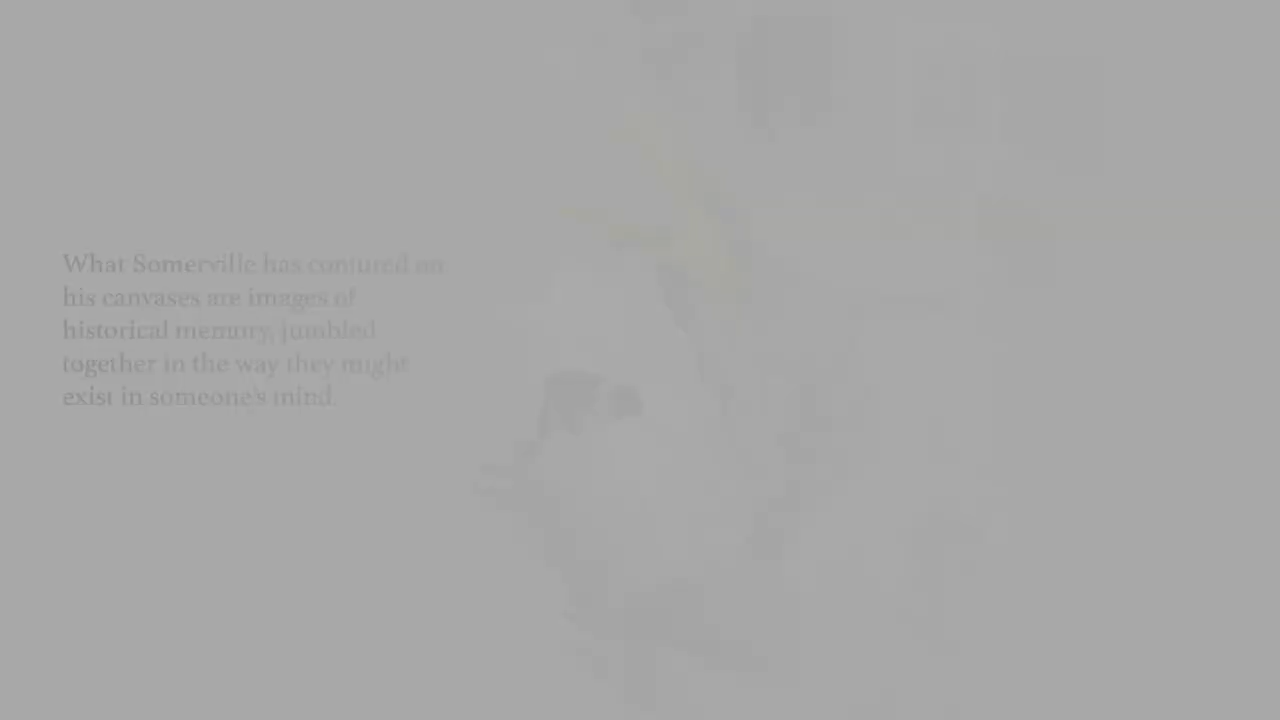 What Somerville has conjured on
his canvases are images of
historical memory, jumbled
together in the way they might
exist in someone's mind.